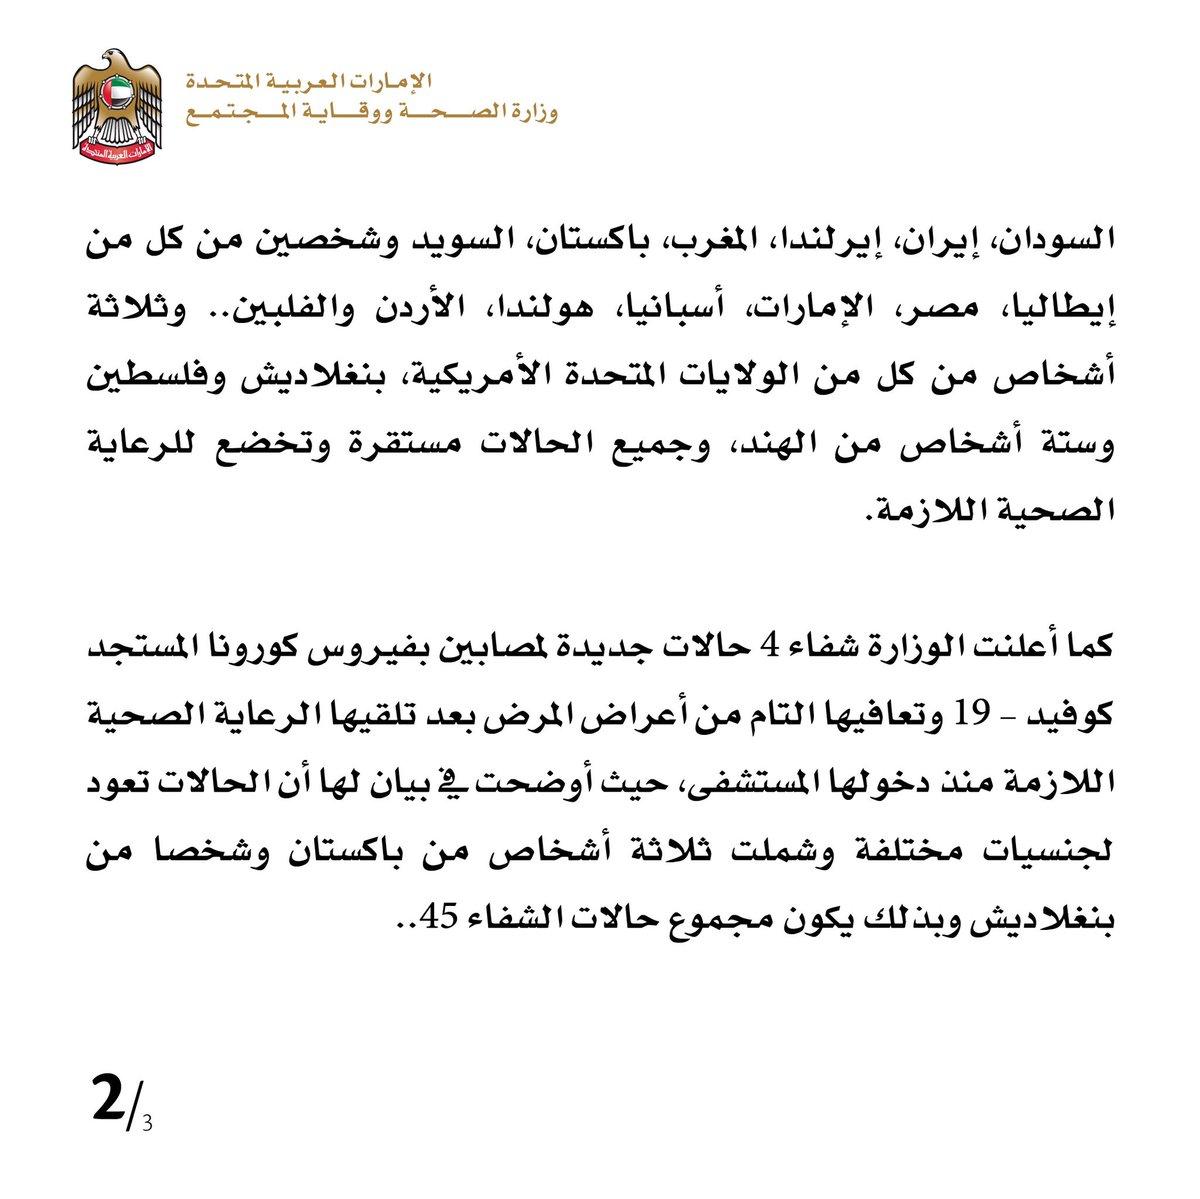 الإمارات العربية المتحدة
وزارة الصحة ووقاية المجتمع
الإمارات العربية المتحدة
السودان، إيران، إيرلندا، المغرب، باكستان، السويد وشخصين من كل من
إيطاليا، مصر، الإمارات، أسبانيا، هولندا، الأردن والفلبين.. وثلاثة
أشخاص من كل من الولايات المتحدة الأمريكية، بنغلاديش وفلسطين
وستة أشخاص من الهند، وجميع الحالات مستقرة وتخضع للرعاية
الصحية اللازمة.
كما أعلنت الوزارة شفاء 4 حالات جديدة لمصابين بفيروس كورونا المستجد
كوفيد – 19 وتعافيها التام من أعراض المرض بعد تلقيها الرعاية الصحية
اللازمة منذ دخولها المستشفى، حيث أوضحت في بيان لها أن الحالات تعود
لجنسيات مختلفة وشملت ثلاثة أشخاص من باكستان وشخصا من
بنغلاديش وبذلك يكون مجموع حالات الشفاء 45..
2/3